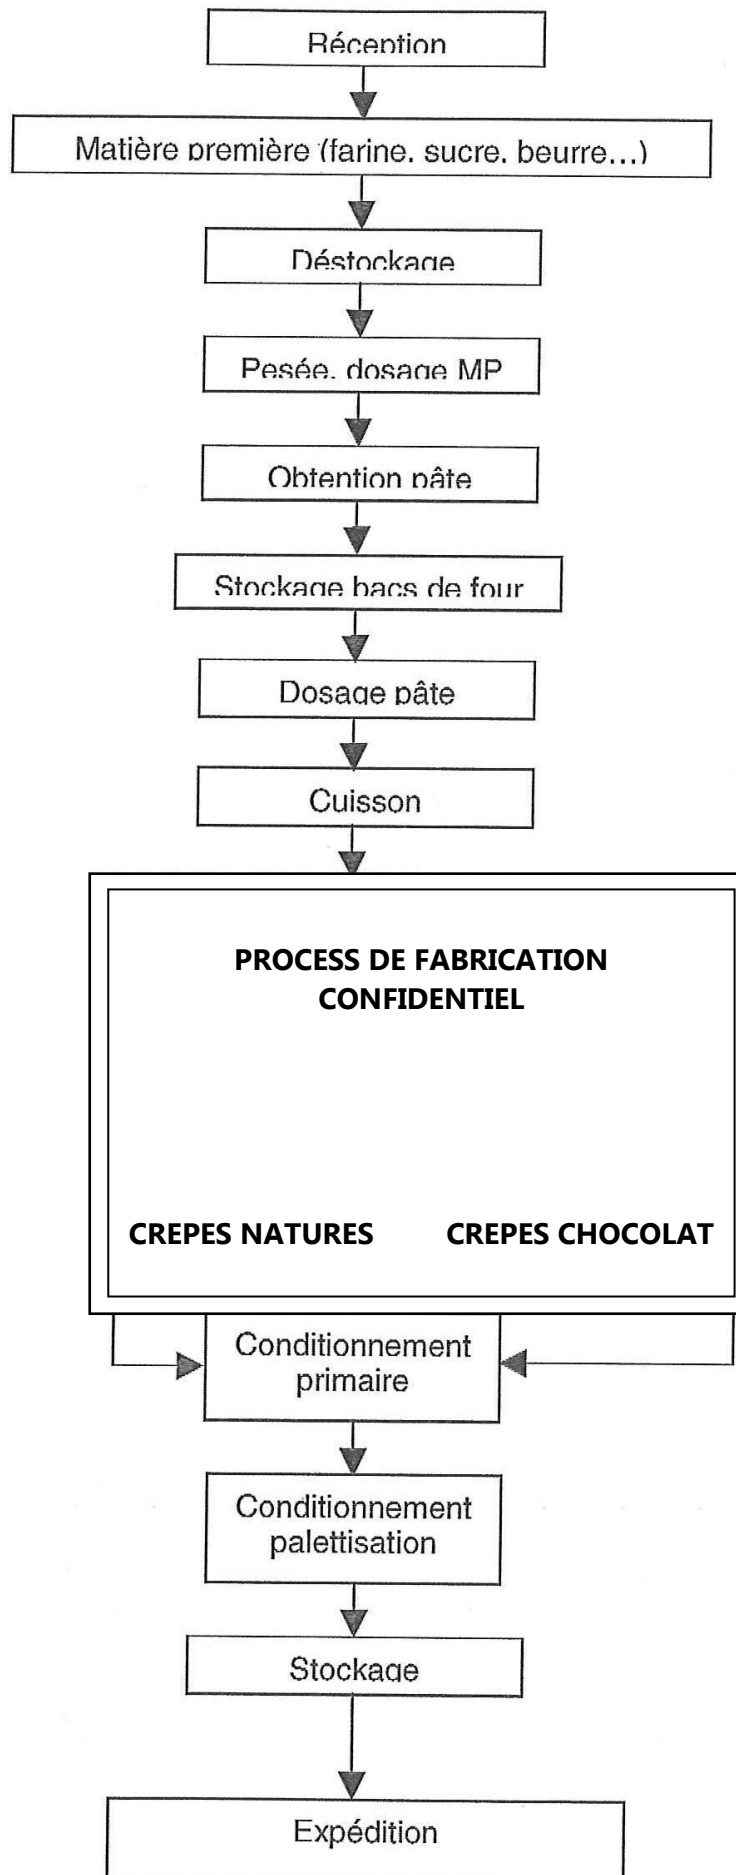 Réception
Matière première (farine, sucre, beurre...)
Déstockage
Pesée, dosage MP
Obtention pâte
Stockage bacs de four
Dosage pâte
Cuisson
PROCESS DE FABRICATION
CONFIDENTIEL
CREPES NATURES CREPES CHOCOLAT
Conditionnement
primaire
Conditionnement
palettisation
Stockage
Expédition